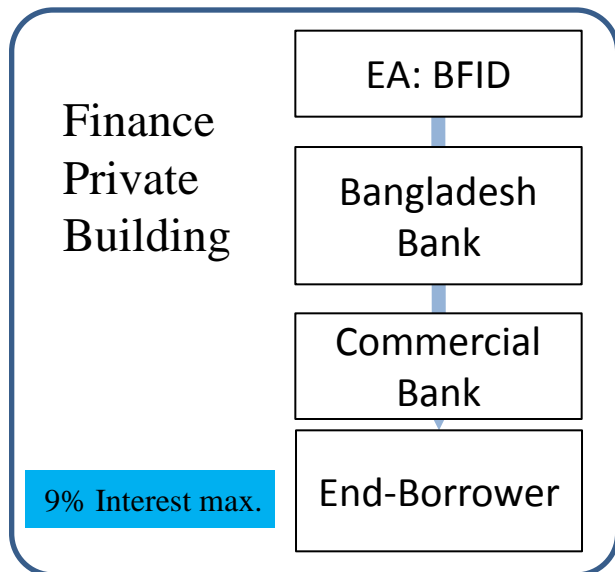 EA: BFID
Finance
Private
Building
Bangladesh
Bank
Commercial
Bank
End-Borrower
9% Interest max.